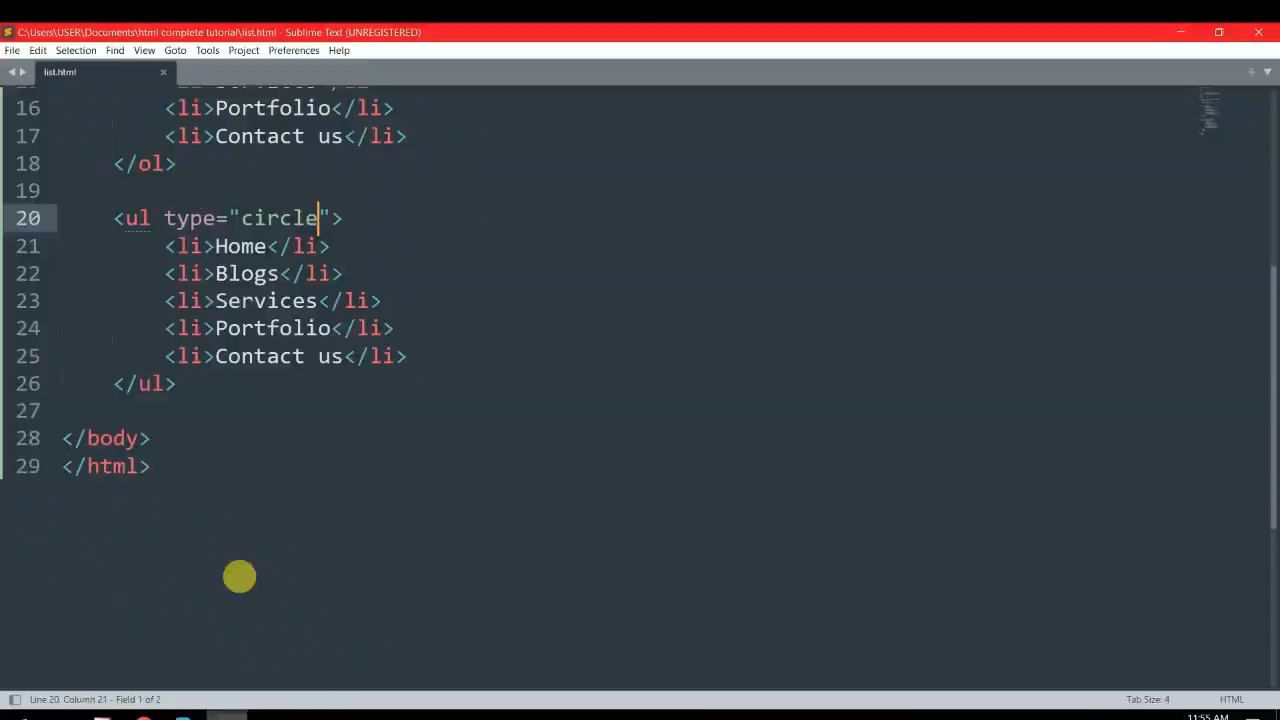 C:\Users\USER\Documents\html complete tutorial\list.html - Sublime Text (UNREGISTERED)
File Edit Selection Find View Goto Tools Project Preferences Help
list.html
16 <li>Portfolio</li>
17 <li>Contact us</li>
18 </ol>
19
20 <ul type="circle">
21 <li>Home</li>
22 <li>Blogs</li>
23 <li>Services</li>
24 <li>Portfolio</li>
25 <li>Contact us</li>
26 </ul>
27
28 </body>
29 </html>
Line 20, Column 21 - Field 1 of 2 Tab Size: 4 HTML
11:55 AM